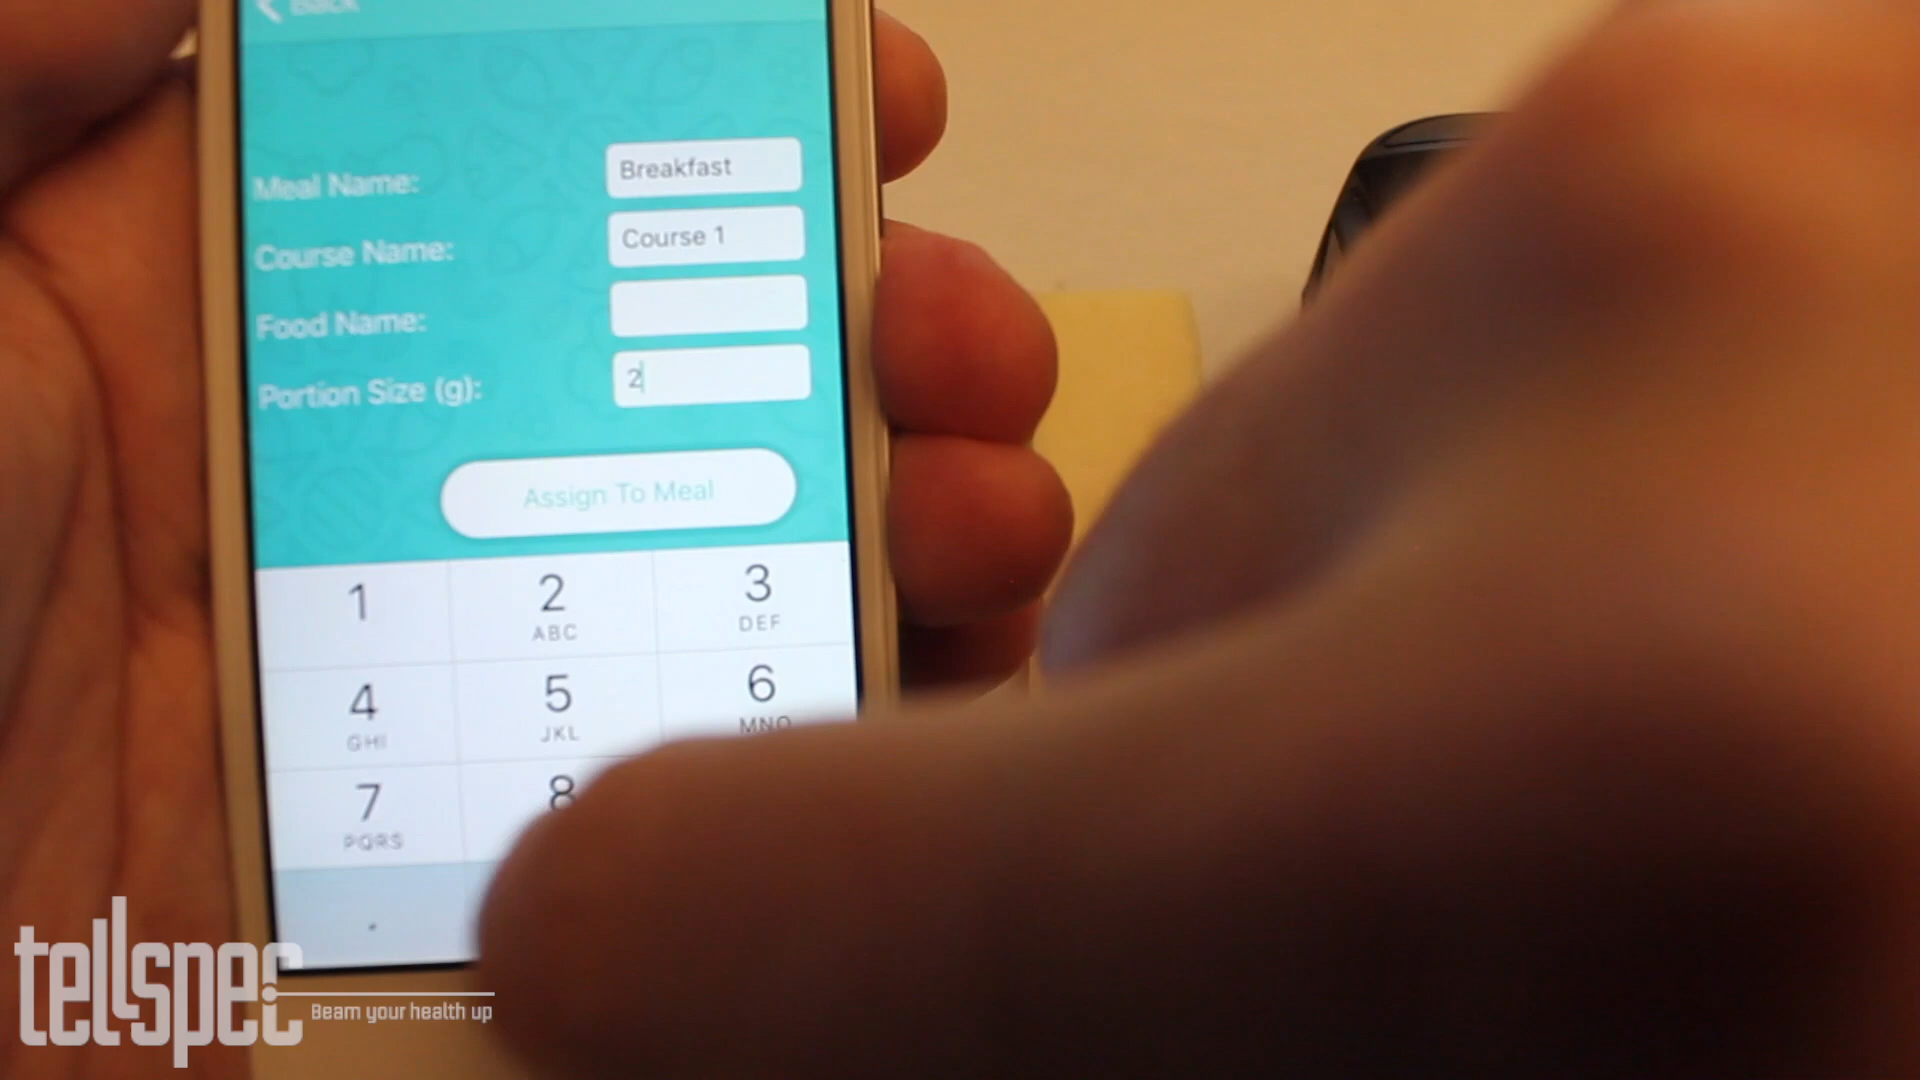 Back
Meal Name: Breakfast
Course Name: Course 1
Food Name:
Portion Size (g): 2
Assign To Meal
1 2 3
ABC DEF
4 5 6
GHI JKL MNO
7 8
PQRS
.
tellspec
Beam your health up